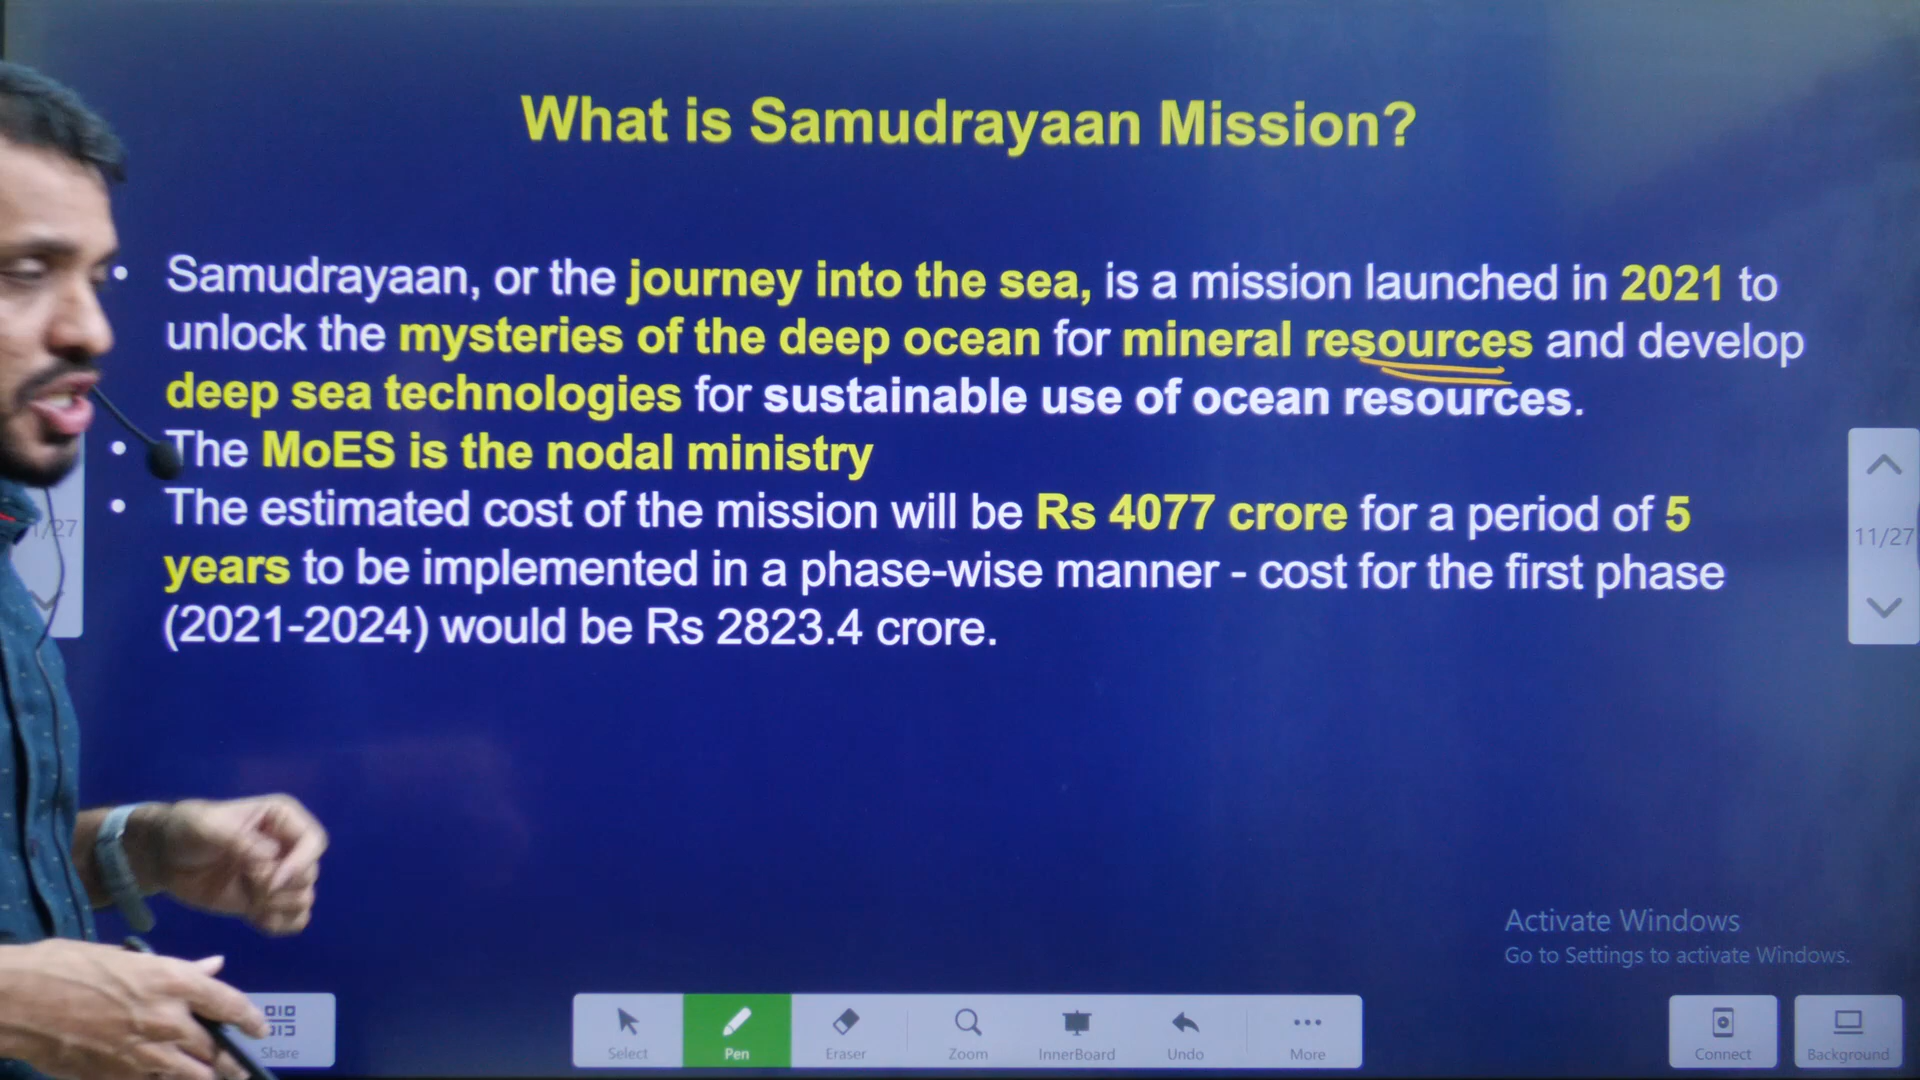 What is Samudrayaan Mission?
• Samudrayaan, or the journey into the sea, is a mission launched in 2021 to
unlock the mysteries of the deep ocean for mineral resources and develop
deep sea technologies for sustainable use of ocean resources.
• The MoES is the nodal ministry
• The estimated cost of the mission will be Rs 4077 crore for a period of 5
years to be implemented in a phase-wise manner - cost for the first phase
(2021-2024) would be Rs 2823.4 crore.
/27
11/27
Activate Windows
Go to Settings to activate Windows.
Share
Select
Pen
Eraser
Zoom
InnerBoard
Undo
More
Connect
Background